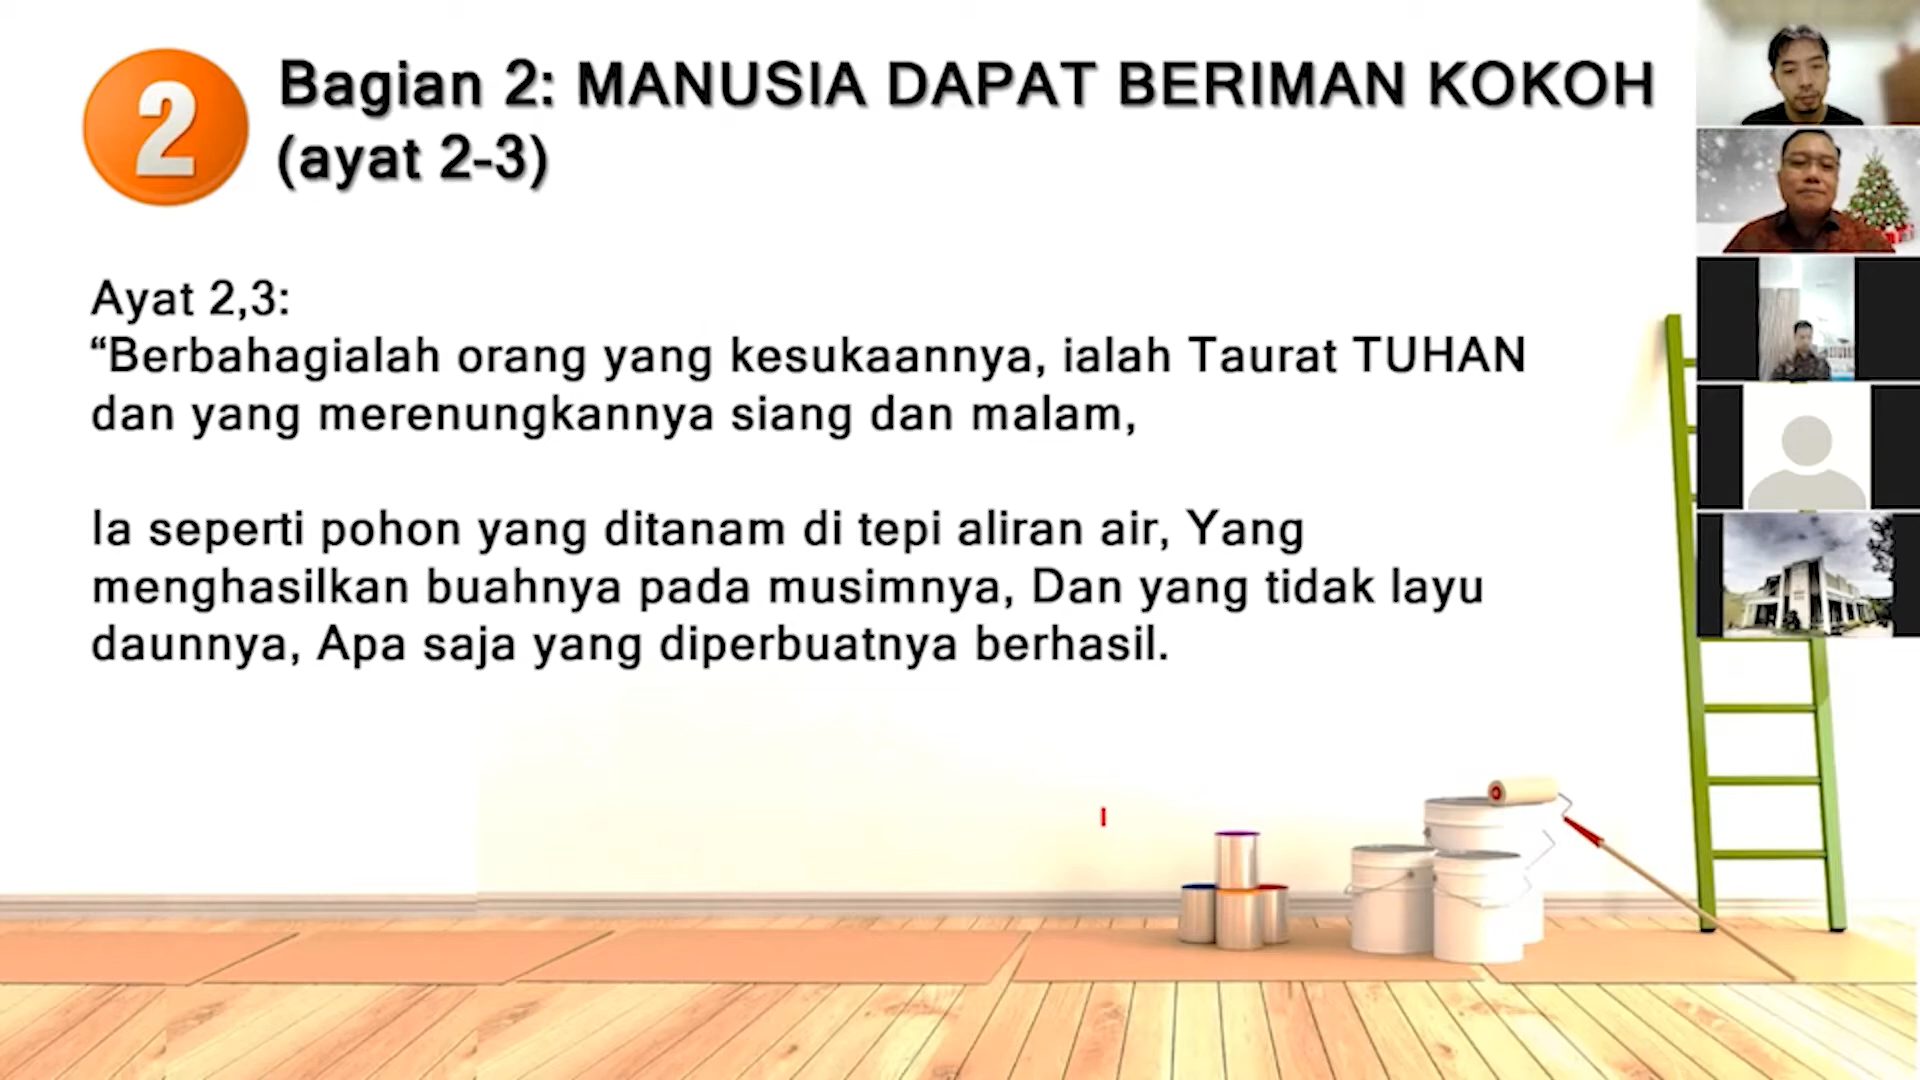 2
Bagian 2: MANUSIA DAPAT BERIMAN KOKOH
(ayat 2-3)
Ayat 2,3:
“Berbahagialah orang yang kesukaannya, ialah Taurat TUHAN
dan yang merenungkannya siang dan malam,
Ia seperti pohon yang ditanam di tepi aliran air, Yang
menghasilkan buahnya pada musimnya, Dan yang tidak layu
daunnya, Apa saja yang diperbuatnya berhasil.